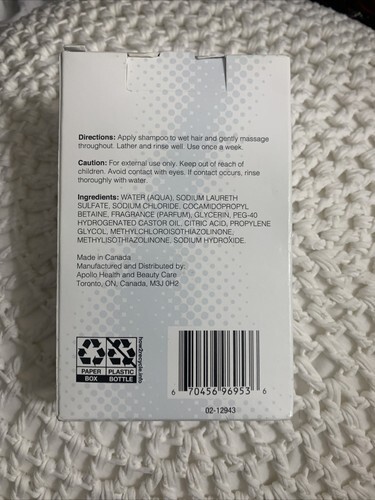 Directions: Apply shampoo to wet hair and gently massage
throughout. Lather and rinse well. Use once a week.
Caution: For external use only. Keep out of reach of
children. Avoid contact with eyes. If contact occurs, rinse
thoroughly with water.
Ingredients: WATER (AQUA), SODIUM LAURETH
SULFATE, SODIUM CHLORIDE, COCAMIDOPROPYL
BETAINE, FRAGRANCE (PARFUM), GLYCERIN, PEG-40
HYDROGENATED CASTOR OIL, CITRIC ACID, PROPYLENE
GLYCOL, METHYLCHLOROISOTHIAZOLINONE,
METHYLISOTHIAZOLINONE, SODIUM HYDROXIDE.
Made in Canada
Manufactured and Distributed by:
Apollo Health and Beauty Care
Toronto, ON, Canada, M3J 0H2
PAPER
BOX
PLASTIC
BOTTLE
how2recycle.info
6 70456 96953 6
02-12943